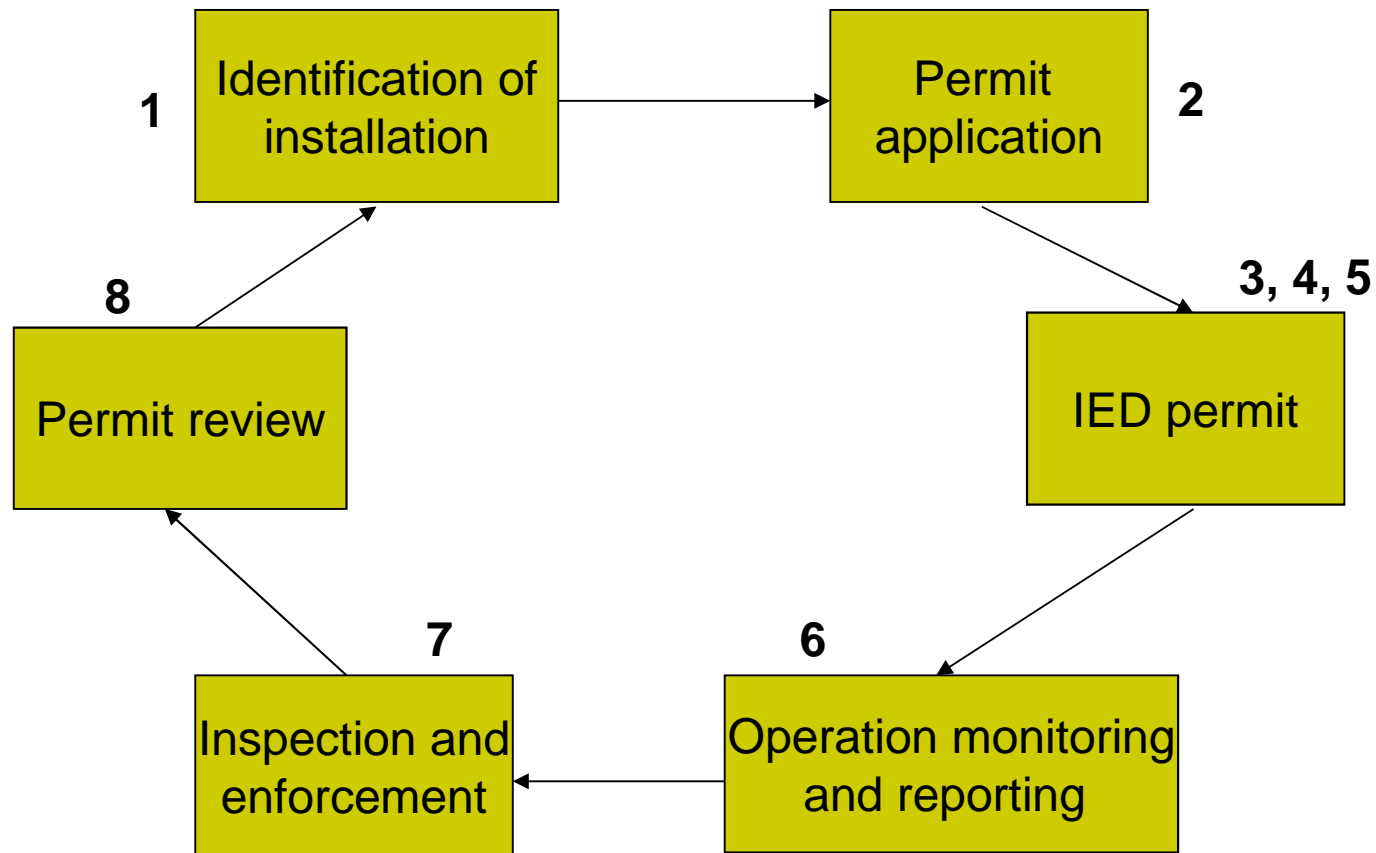 1
Identification of
installation
Permit
application
2
3, 4, 5
IED permit
6
Operation monitoring
and reporting
7
Inspection and
enforcement
8
Permit review